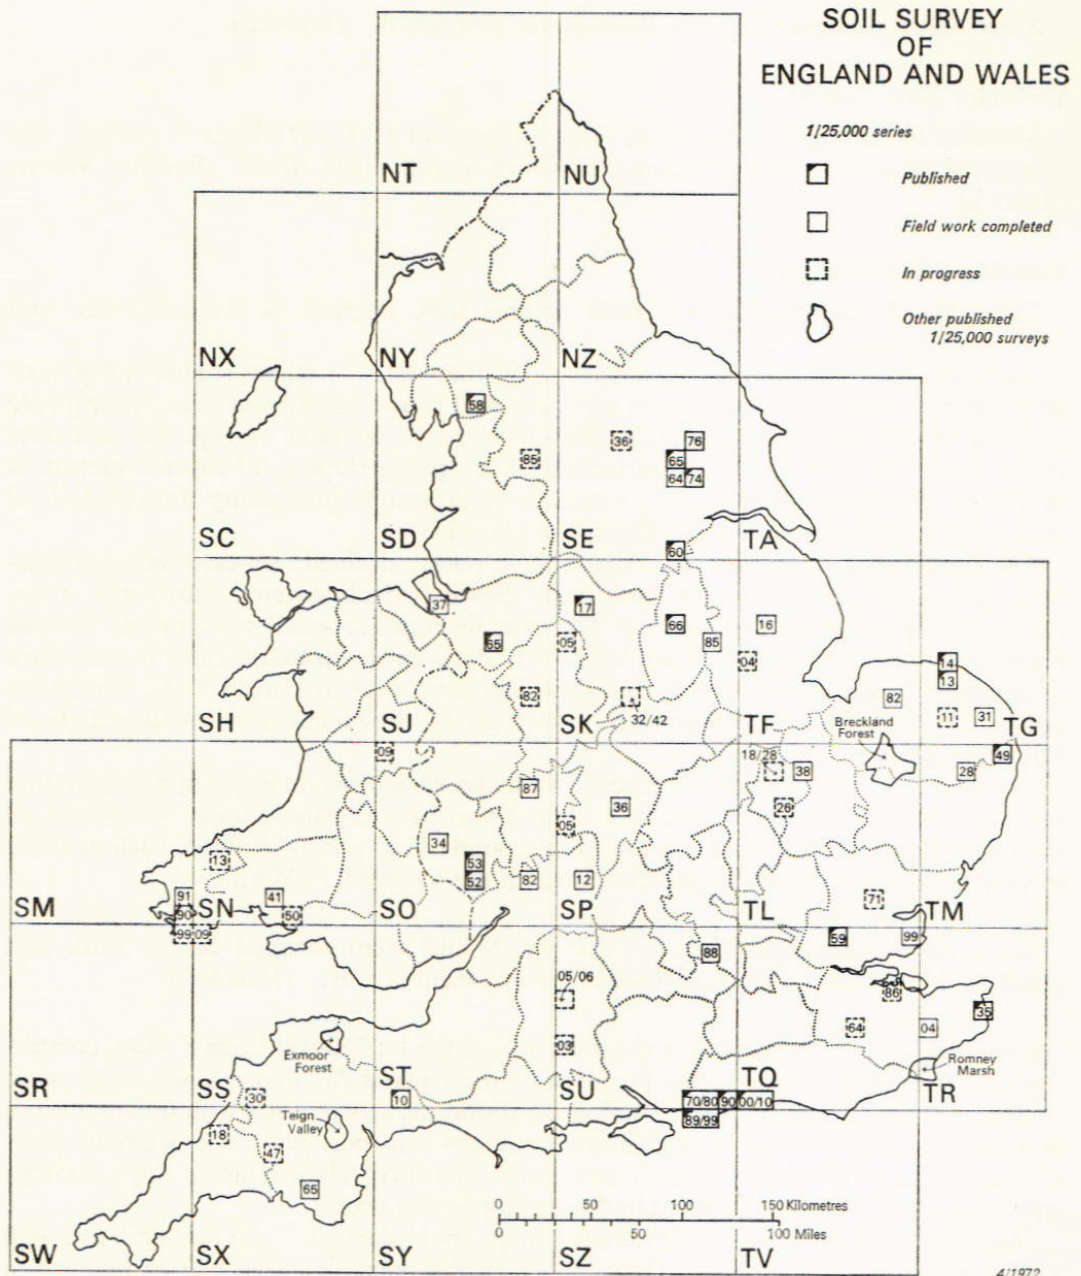 SOIL SURVEY
OF
ENGLAND AND WALES
1/25,000 series
Published
Field work completed
In progress
Other published
1/25,000 surveys
NT
NU
NX
NY
NZ
58
36
76
85
65
64
74
SC
SD
SE
TA
60
37
17
66
16
65
05
85
04
14
13
82
82
11
31
32/42
SH
SJ
SK
TF
TG
Breckland
Forest
09
18/28
38
28
49
87
26
05
36
34
13
53
52
82
12
71
91
41
90
50
SM
SN
SO
SP
TL
TM
99
09
59
99
88
05/06
86
35
64
04
03
Exmoor
Forest
Romney
Marsh
SR
SS
ST
SU
TQ
TR
30
10
70/80
90
00/10
89/99
Teign
Valley
18
47
65
0
50
100
150 Kilometres
0
50
100 Miles
SW
SX
SY
SZ
TV
4/1972